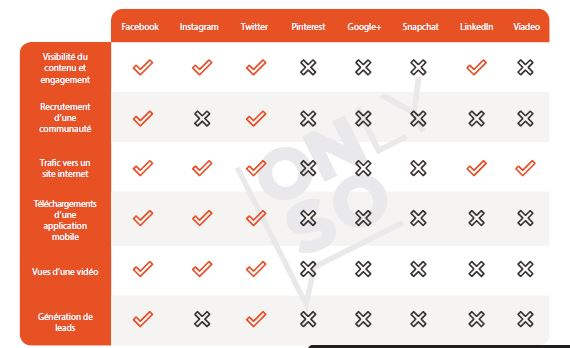 Facebook Instagram Twitter Pinterest Google+ Snapchat LinkedIn Viadeo
Visibilité du
contenu et
engagement
Recrutement
d'une
communauté
Trafic vers un
site internet
Téléchargements
d'une
application
mobile
Vues d'une vidéo
Génération de
leads
ONLY
SO